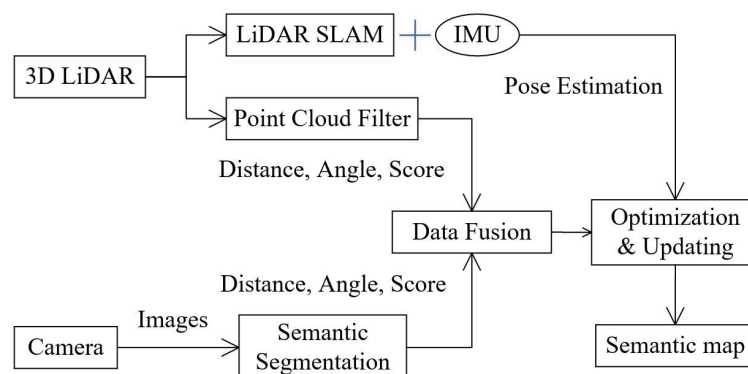 LiDAR SLAM
IMU
3D LiDAR
Pose Estimation
Point Cloud Filter
Distance, Angle, Score
Data Fusion
Optimization
& Updating
Distance, Angle, Score
Images
Camera
Semantic
Segmentation
Semantic map